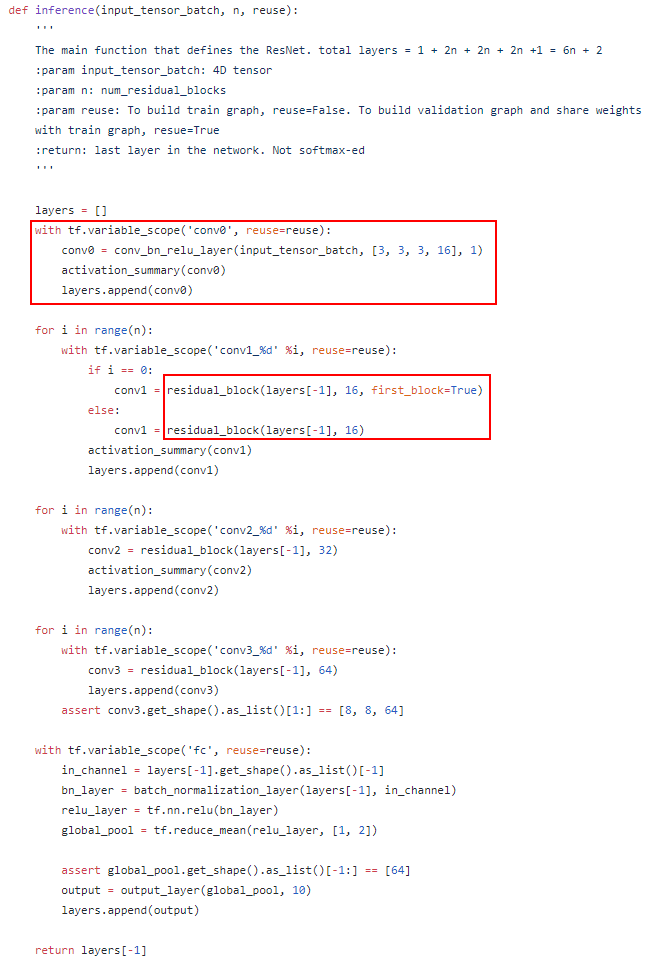 def inference(input_tensor_batch, n, reuse):
    '''
    The main function that defines the ResNet. total layers = 1 + 2n + 2n + 2n +1 = 6n + 2
    :param input_tensor_batch: 4D tensor
    :param n: num_residual_blocks
    :param reuse: To build train graph, reuse=False. To build validation graph and share weights
    with train graph, resue=True
    :return: last layer in the network. Not softmax-ed
    '''

    layers = []
    with tf.variable_scope('conv0', reuse=reuse):
        conv0 = conv_bn_relu_layer(input_tensor_batch, [3, 3, 3, 16], 1)
        activation_summary(conv0)
        layers.append(conv0)

    for i in range(n):
        with tf.variable_scope('conv1_%d' %i, reuse=reuse):
            if i == 0:
                conv1 = residual_block(layers[-1], 16, first_block=True)
            else:
                conv1 = residual_block(layers[-1], 16)
            activation_summary(conv1)
            layers.append(conv1)

    for i in range(n):
        with tf.variable_scope('conv2_%d' %i, reuse=reuse):
            conv2 = residual_block(layers[-1], 32)
            activation_summary(conv2)
            layers.append(conv2)

    for i in range(n):
        with tf.variable_scope('conv3_%d' %i, reuse=reuse):
            conv3 = residual_block(layers[-1], 64)
            layers.append(conv3)
        assert conv3.get_shape().as_list()[1:] == [8, 8, 64]

    with tf.variable_scope('fc', reuse=reuse):
        in_channel = layers[-1].get_shape().as_list()[-1]
        bn_layer = batch_normalization_layer(layers[-1], in_channel)
        relu_layer = tf.nn.relu(bn_layer)
        global_pool = tf.reduce_mean(relu_layer, [1, 2])

        assert global_pool.get_shape().as_list()[-1:] == [64]
        output = output_layer(global_pool, 10)
        layers.append(output)

    return layers[-1]